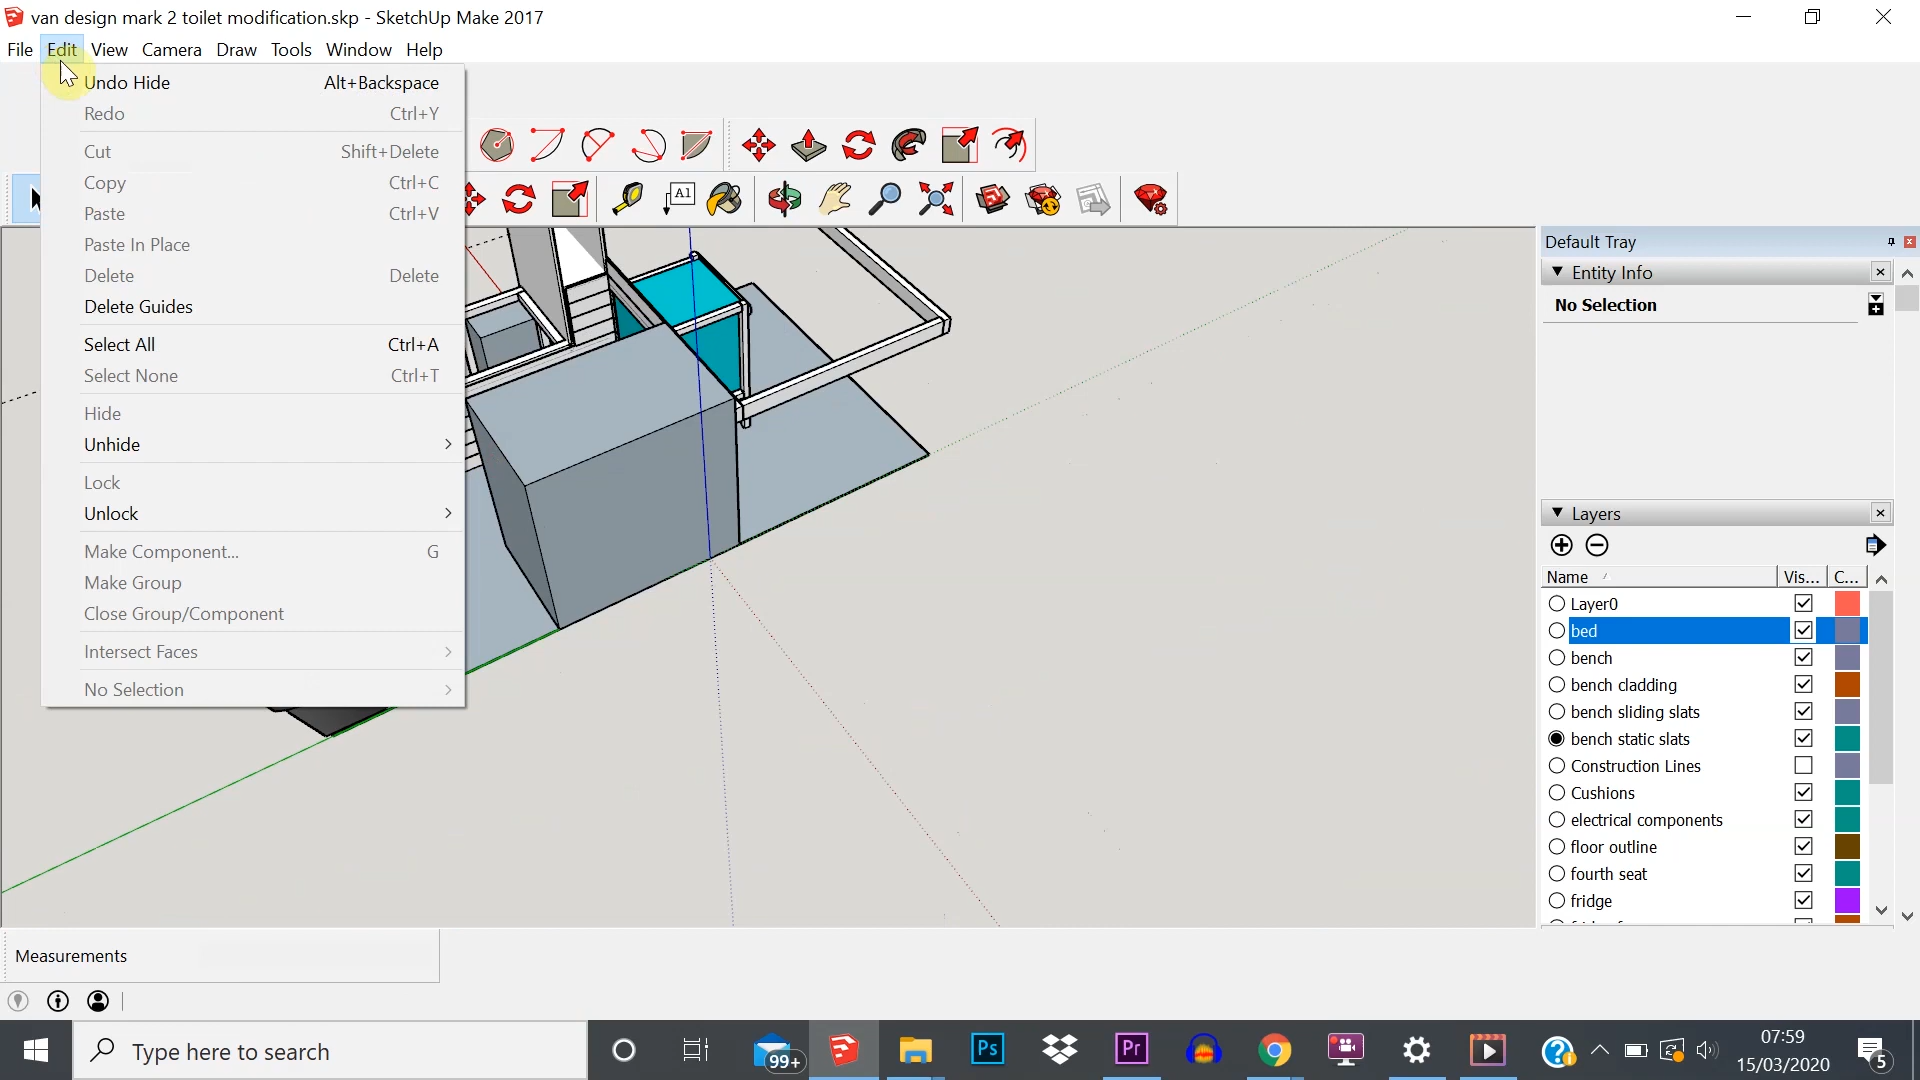 van design mark 2 toilet modification.skp - SketchUp Make 2017
File Edit View Camera Draw Tools Window Help
Undo Hide Alt+Backspace
Redo Ctrl+Y
Cut Shift+Delete
Copy Ctrl+C
Paste Ctrl+V
Paste In Place
Delete Delete
Delete Guides
Select All Ctrl+A
Select None Ctrl+T
Hide
Unhide
Lock
Unlock
Make Component... G
Make Group
Close Group/Component
Intersect Faces
No Selection
A1
Default Tray
Entity Info
No Selection
Layers
Name Vis... C...
Layer0
bed
bench
bench cladding
bench sliding slats
bench static slats
Construction Lines
Cushions
electrical components
floor outline
fourth seat
fridge
Measurements
Type here to search
99+
Ps
Pr
07:59
15/03/2020
5